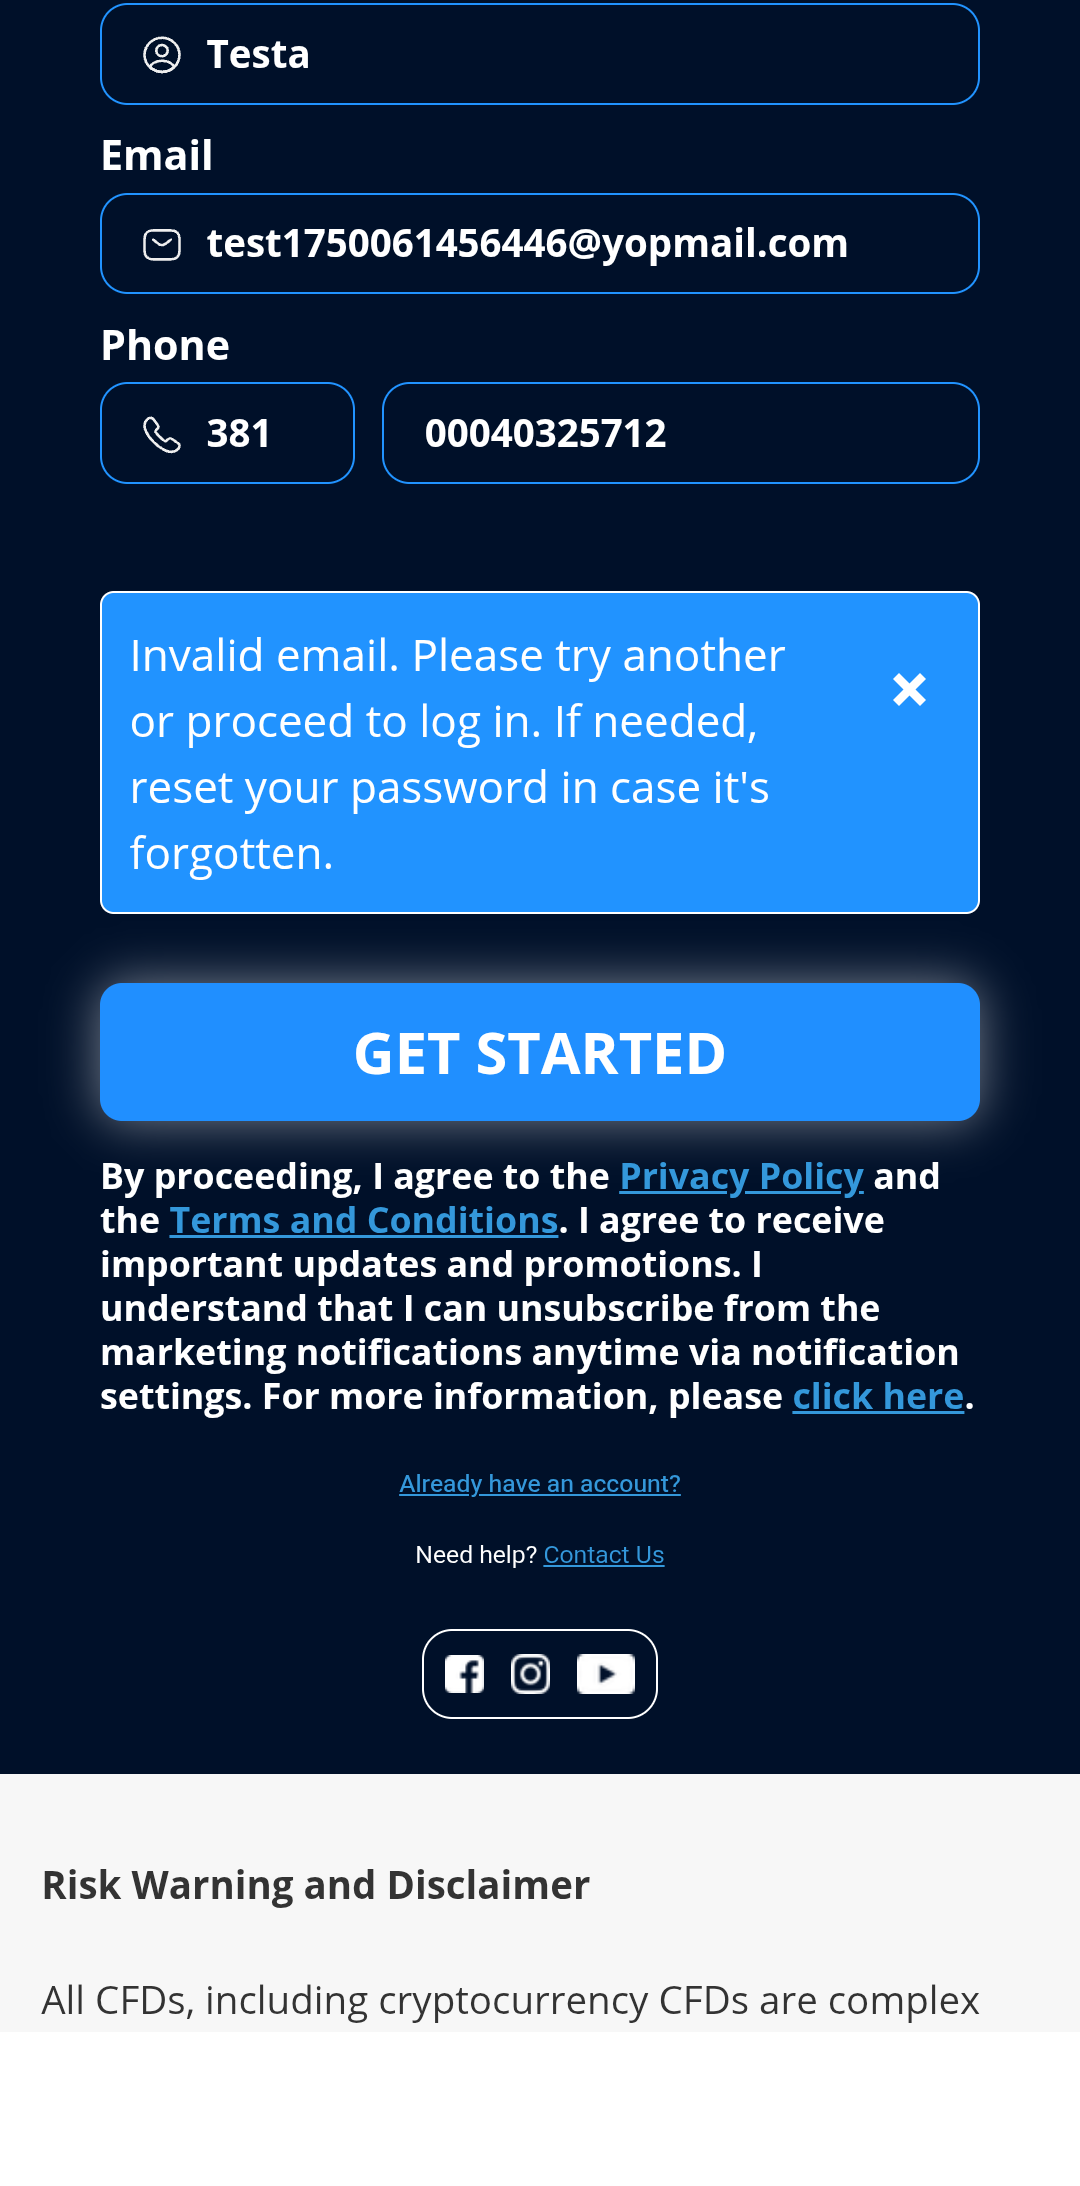 Testa
Email
test1750061456446@yopmail.com
Phone
381
00040325712
Invalid email. Please try another
or proceed to log in. If needed,
reset your password in case it's
forgotten.
GET STARTED
By proceeding, I agree to the Privacy Policy and
the Terms and Conditions. I agree to receive
important updates and promotions. I
understand that I can unsubscribe from the
marketing notifications anytime via notification
settings. For more information, please click here.
Already have an account?
Need help? Contact Us
Risk Warning and Disclaimer
All CFDs, including cryptocurrency CFDs are complex